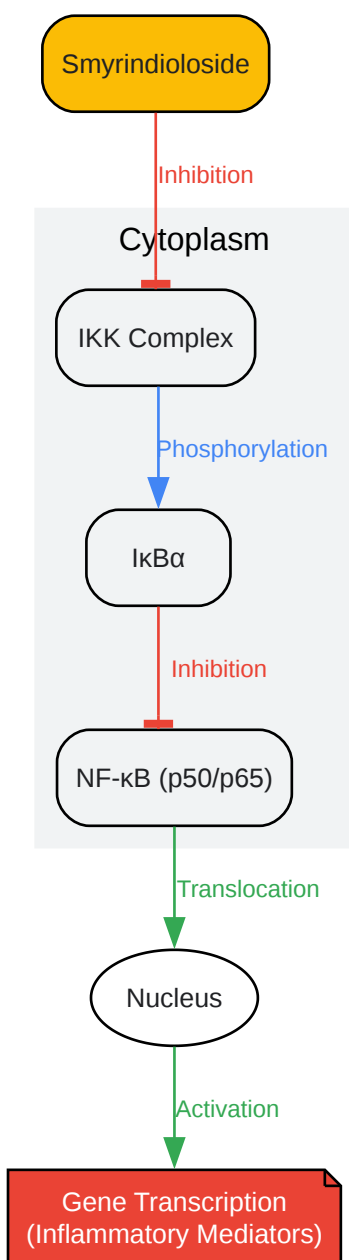 Smyrindioloside
Inhibition
Cytoplasm
IKK Complex
Phosphorylation
IκBα
Inhibition
NF-κB (p50/p65)
Translocation
Nucleus
Activation
Gene Transcription
(Inflammatory Mediators)